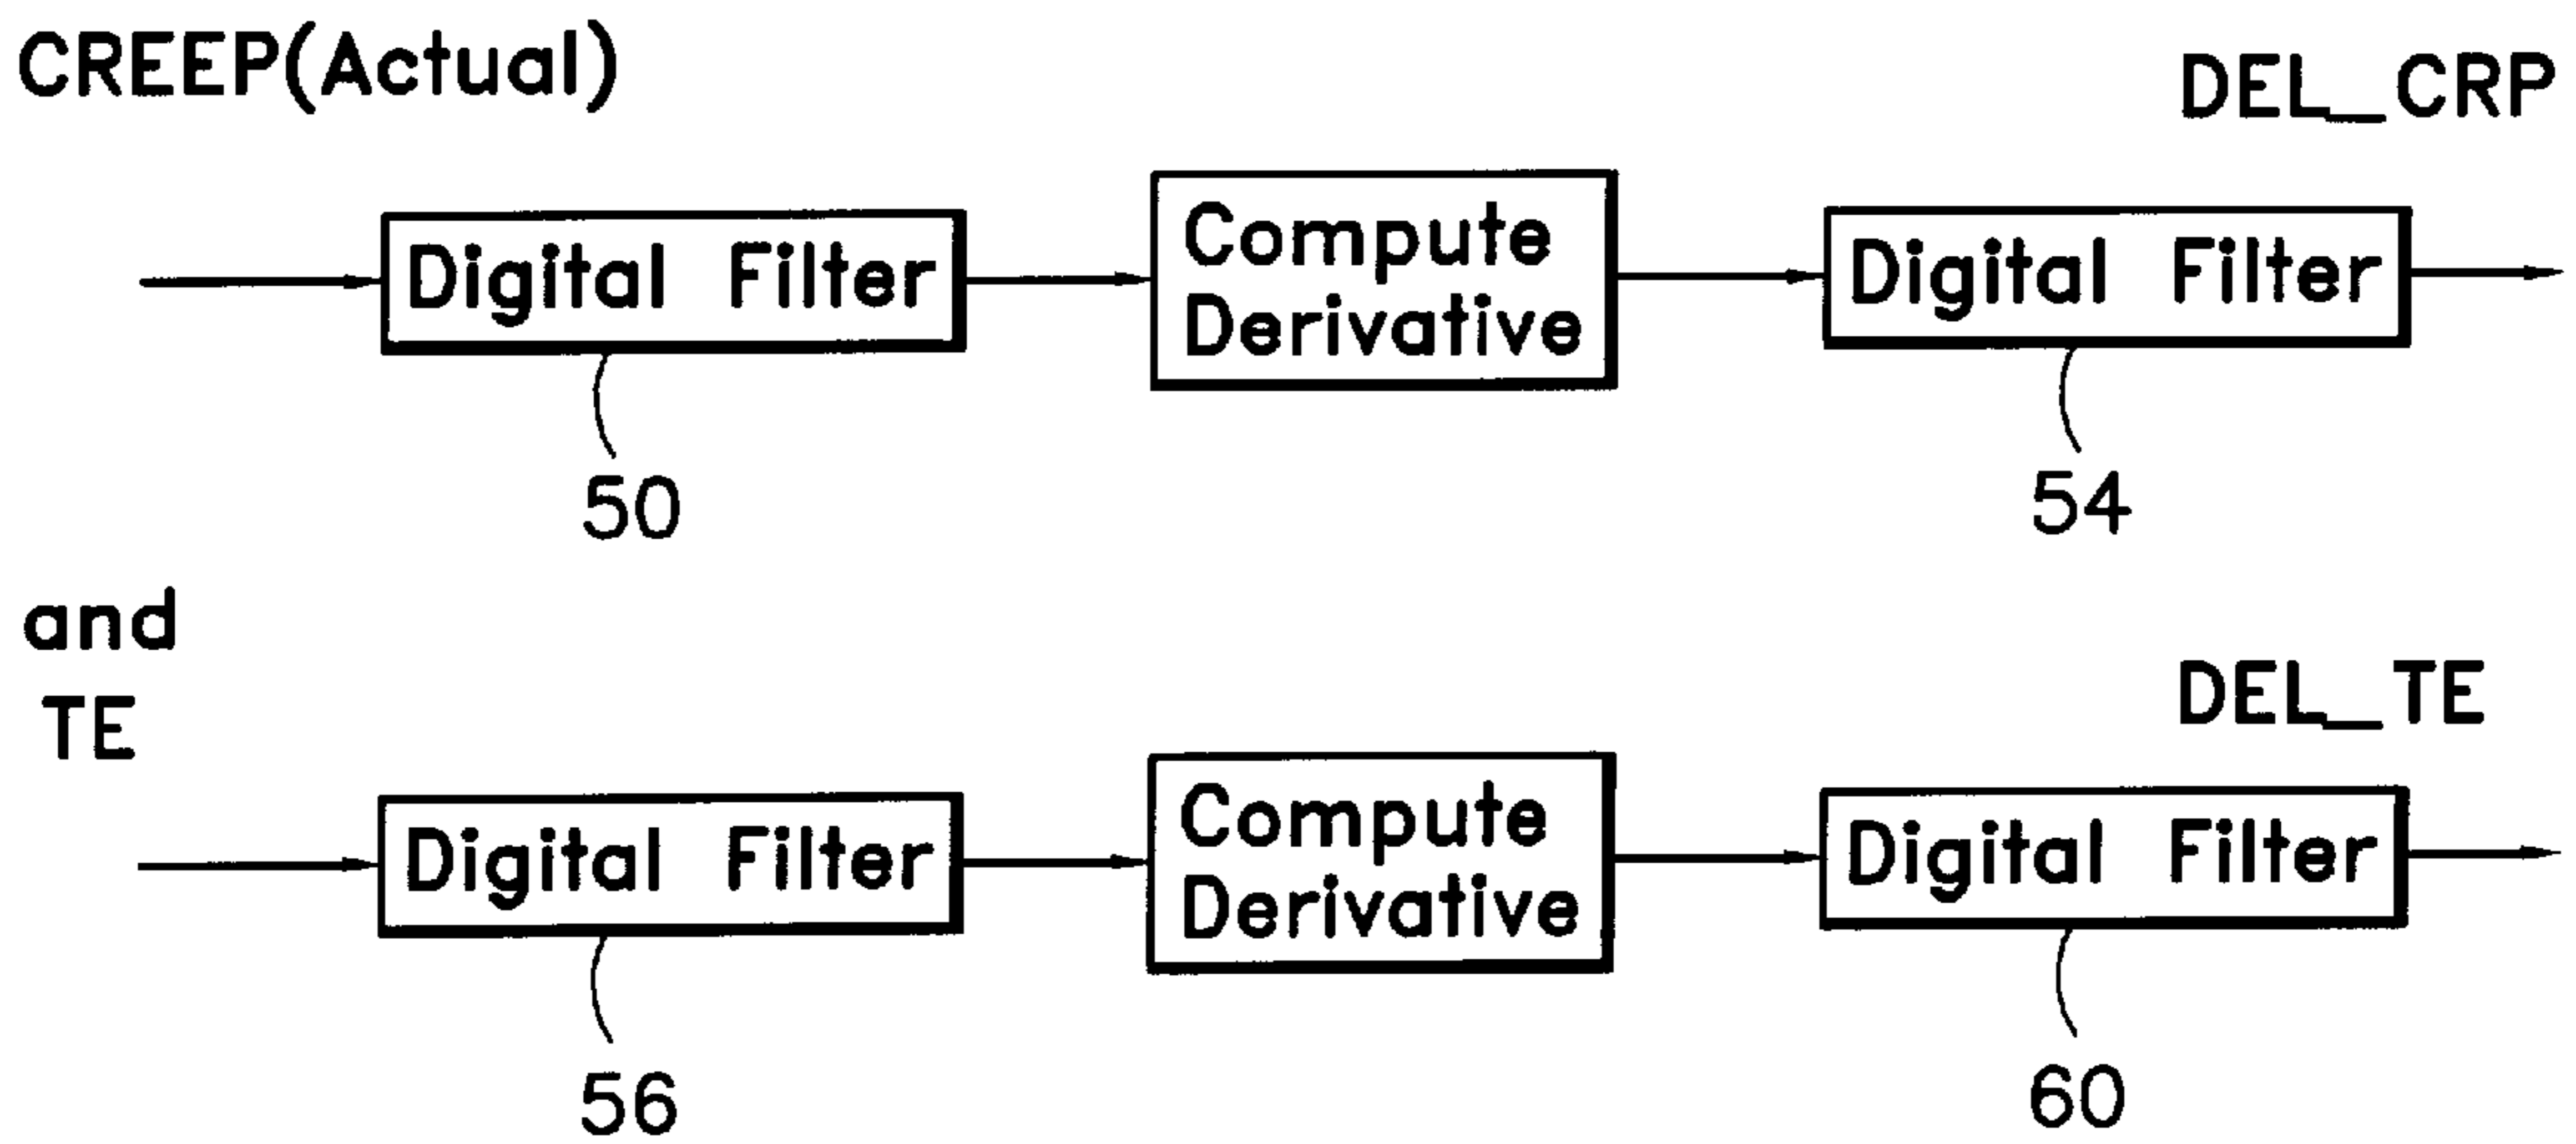 CREEP(Actual)
DEL_CRP
Digital Filter
Compute
Derivative
Digital Filter
50
54
and
TE
DEL_TE
Digital Filter
Compute
Derivative
Digital Filter
56
60